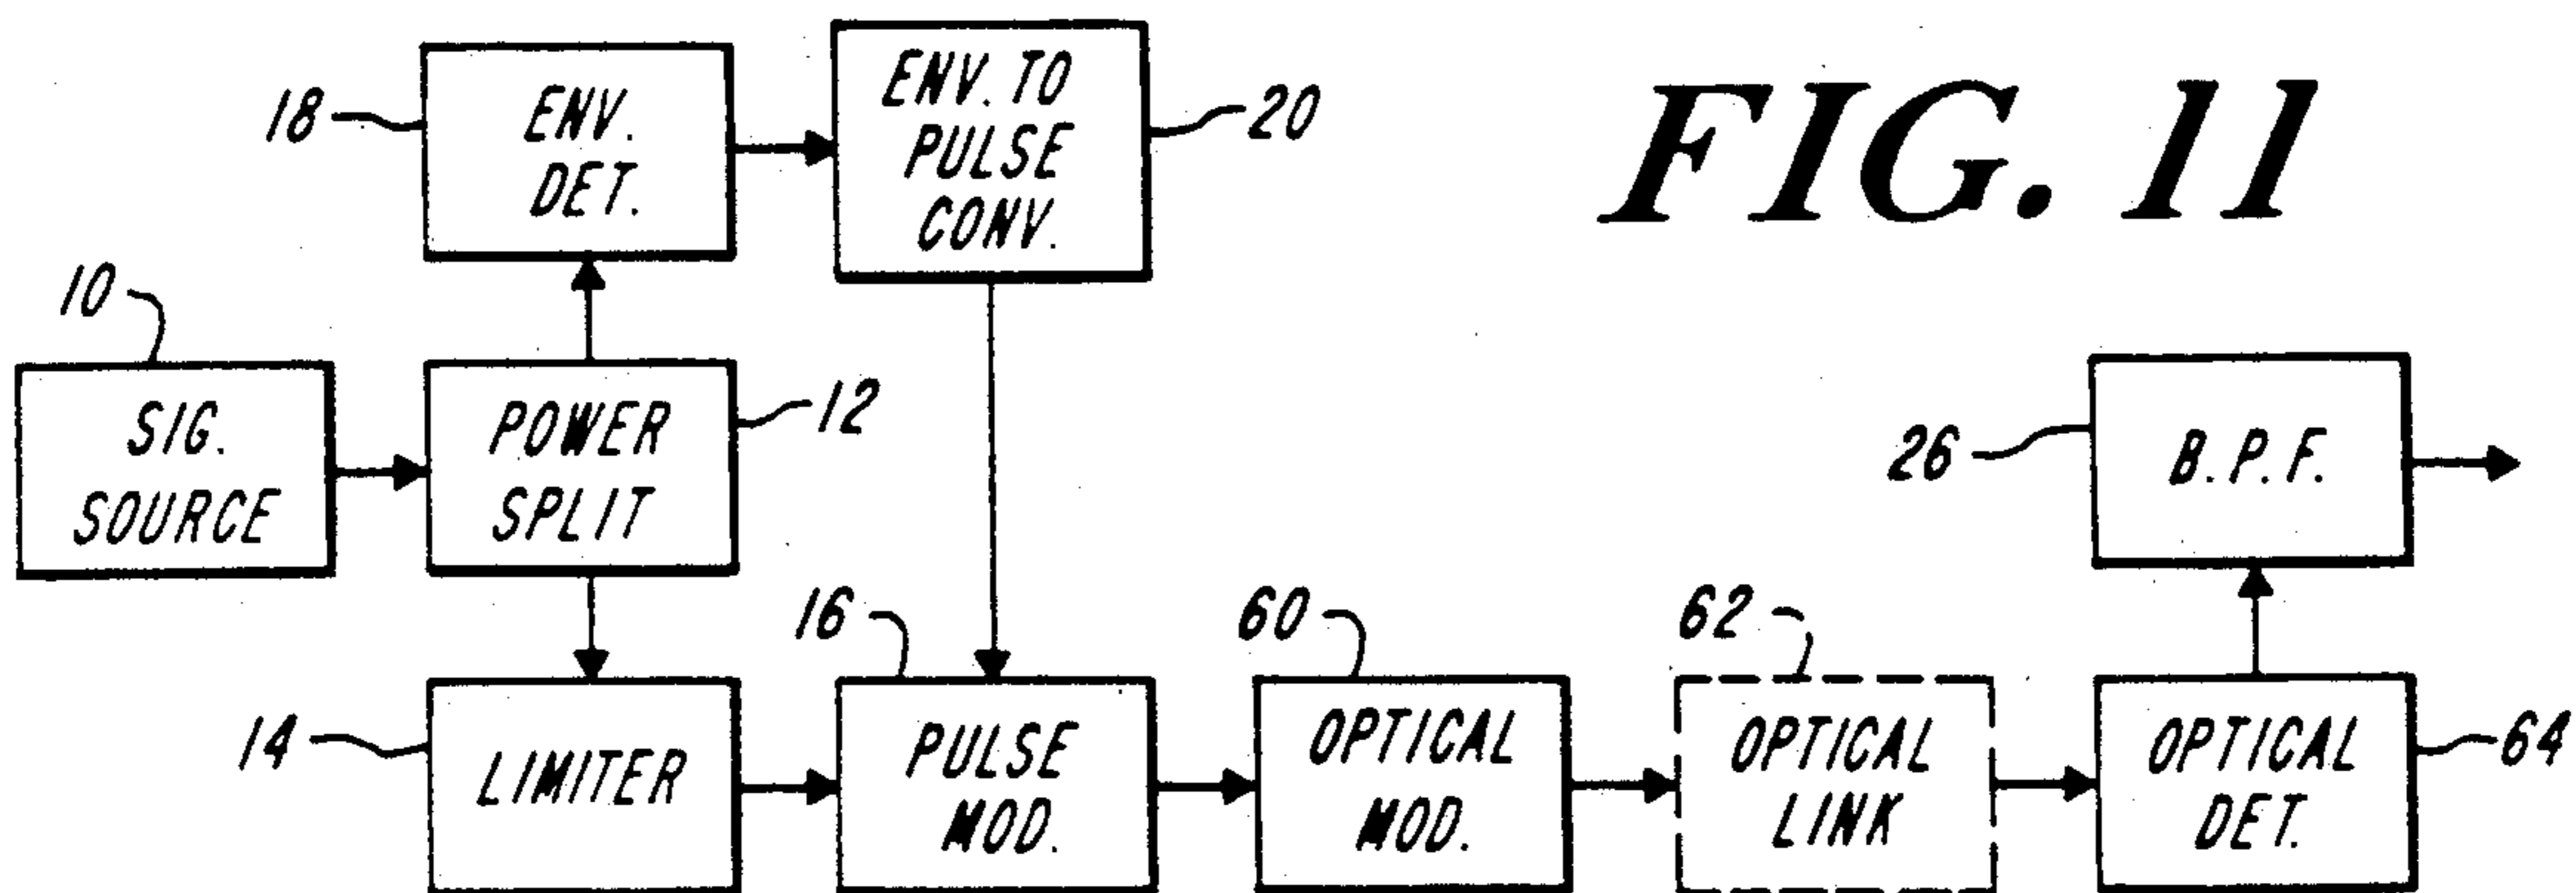 FIG. 11
18
ENV.
DET.
ENV. TO
PULSE
CONV.
20
10
SIG.
SOURCE
POWER
SPLIT
12
26
B.P.F.
14
LIMITER
16
PULSE
MOD.
60
OPTICAL
MOD.
62
OPTICAL
LINK
OPTICAL
DET.
64